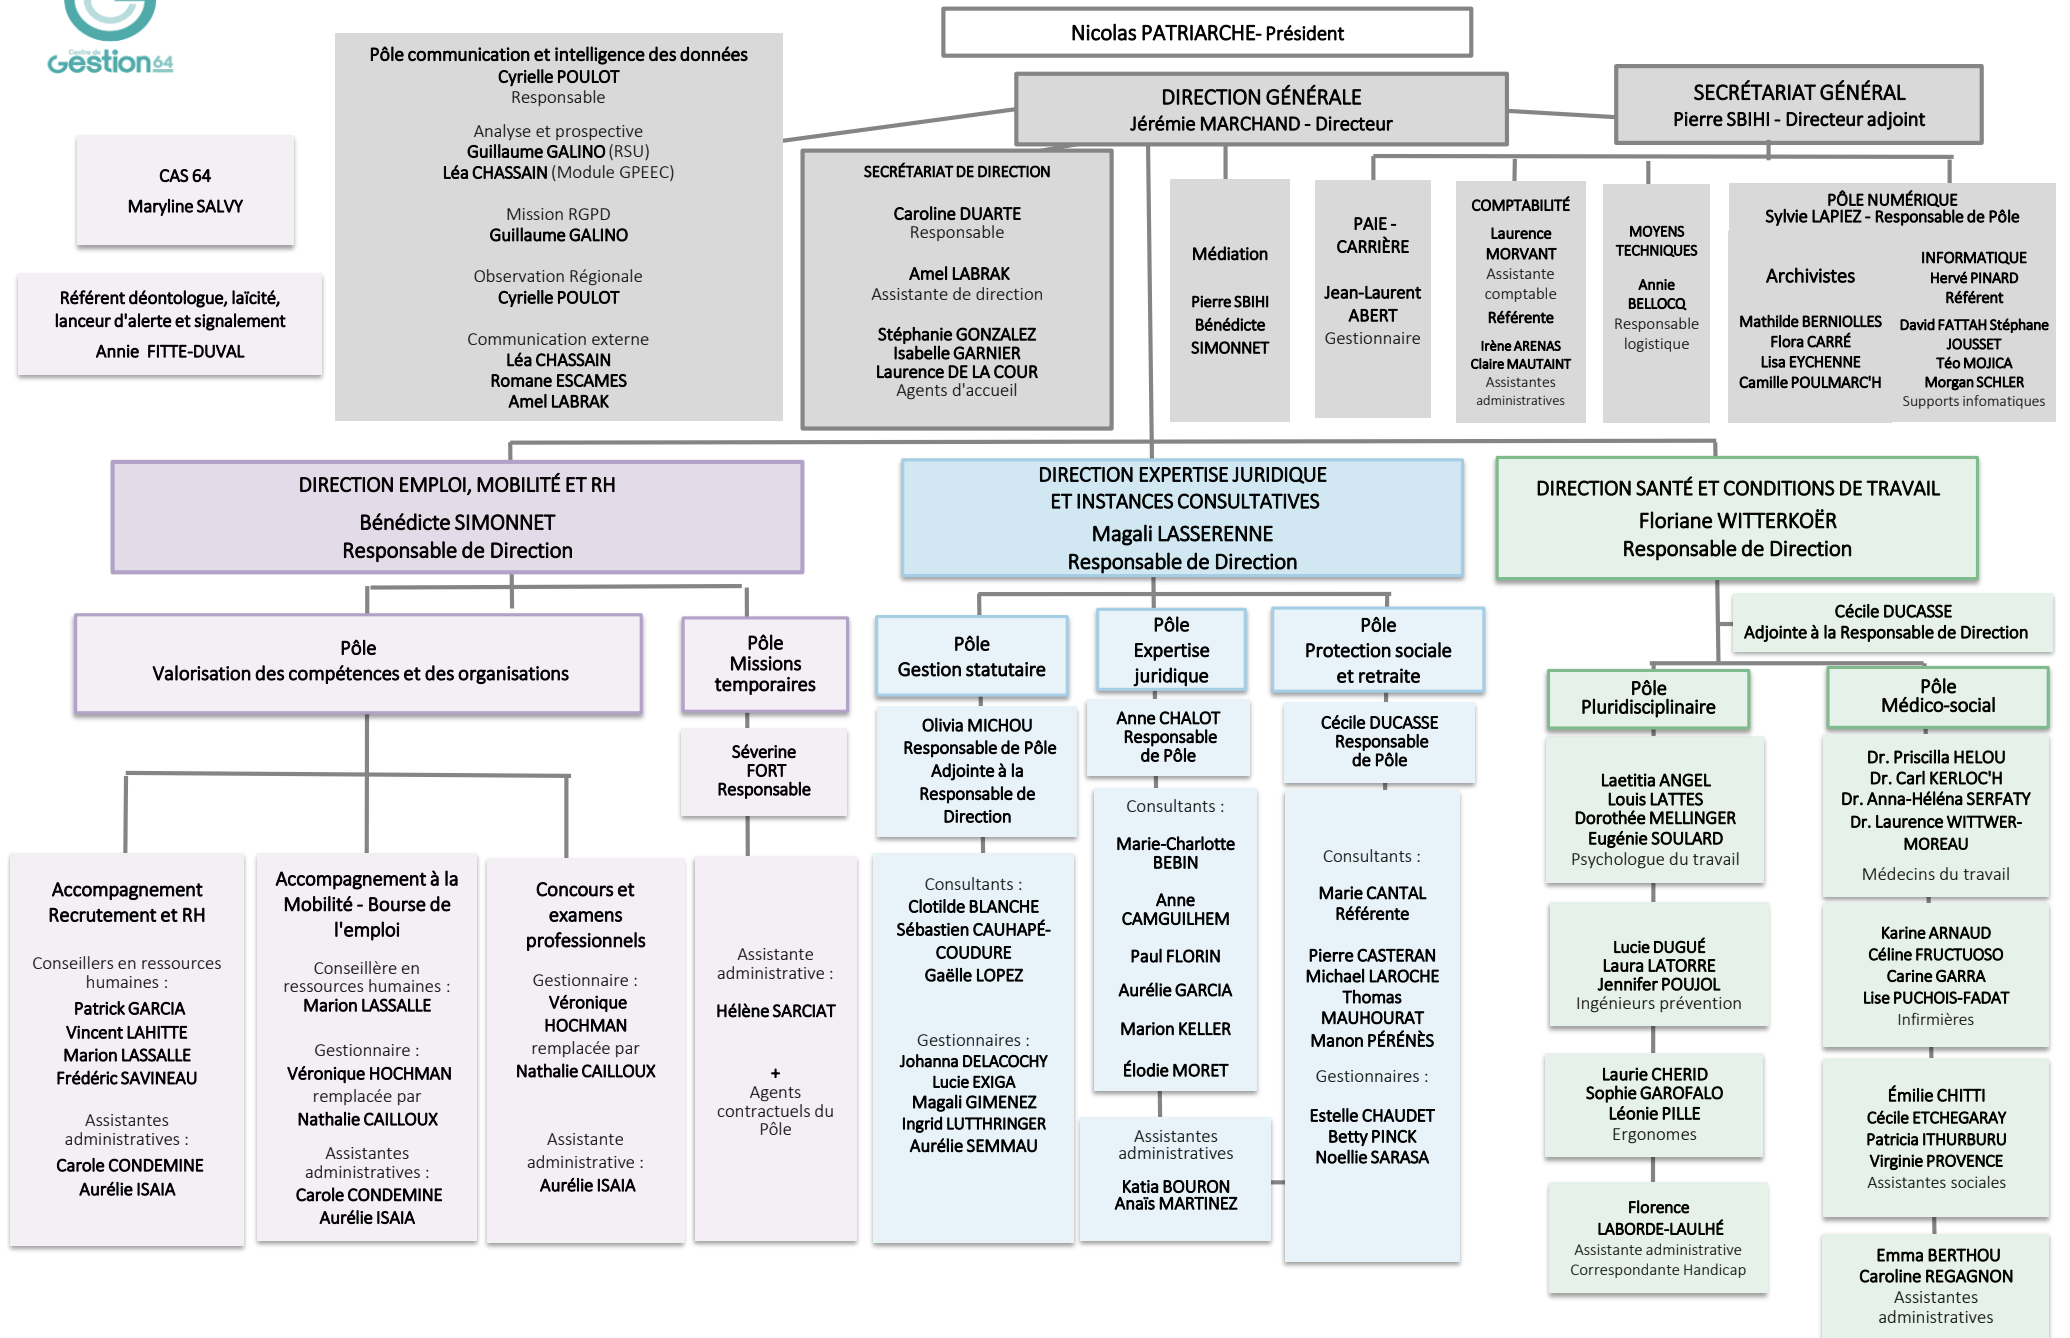 Centre de
Gestion 64
Nicolas PATRIARCHE- Président
DIRECTION GÉNÉRALE
Jérémie MARCHAND - Directeur
SECRÉTARIAT GÉNÉRAL
Pierre SBIHI - Directeur adjoint
Pôle communication et intelligence des données
Cyrielle POULOT
Responsable
Analyse et prospective
Guillaume GALINO (RSU)
Léa CHASSAIN (Module GPEEC)
Mission RGPD
Guillaume GALINO
Observation Régionale
Cyrielle POULOT
Communication externe
Léa CHASSAIN
Romane ESCAMES
Amel LABRAK
CAS 64
Maryline SALVY
Référent déontologue, laïcité,
lanceur d'alerte et signalement
Annie FITTE-DUVAL
SECRÉTARIAT DE DIRECTION
Caroline DUARTE
Responsable
Amel LABRAK
Assistante de direction
Stéphanie GONZALEZ
Isabelle GARNIER
Laurence DE LA COUR
Agents d'accueil
Médiation
Pierre SBIHI
Bénédicte
SIMONNET
PAIE -
CARRIÈRE
Jean-Laurent
ABERT
Gestionnaire
COMPTABILITÉ
Laurence
MORVANT
Assistante
comptable
Référente
Irène ARENAS
Claire MAUTAINT
Assistantes
administratives
MOYENS
TECHNIQUES
Annie
BELLOCQ
Responsable
logistique
PÔLE NUMÉRIQUE
Sylvie LAPIEZ - Responsable de Pôle
Archivistes
Mathilde BERNIOLLES
Flora CARRÉ
Lisa EYCHENNE
Camille POULMARC'H
INFORMATIQUE
Hervé PINARD
Référent
David FATTAH Stéphane
JOUSSET
Téo MOJICA
Morgan SCHLER
Supports infomatiques
DIRECTION EMPLOI, MOBILITÉ ET RH
Bénédicte SIMONNET
Responsable de Direction
Pôle
Valorisation des compétences et des organisations
Pôle
Missions
temporaires
Séverine
FORT
Responsable
Accompagnement
Recrutement et RH
Conseillers en ressources
humaines :
Patrick GARCIA
Vincent LAHITTE
Marion LASSALLE
Frédéric SAVINEAU
Assistantes
administratives :
Carole CONDEMINE
Aurélie ISAIA
Accompagnement à la
Mobilité - Bourse de
l'emploi
Conseillère en
ressources humaines :
Marion LASSALLE
Gestionnaire :
Véronique HOCHMAN
remplacée par
Nathalie CAILLOUX
Assistantes
administratives :
Carole CONDEMINE
Aurélie ISAIA
Concours et
examens
professionnels
Gestionnaire :
Véronique
HOCHMAN
remplacée par
Nathalie CAILLOUX
Assistante
administrative :
Aurélie ISAIA
Assistante
administrative :
Hélène SARCIAT
+
Agents
contractuels du
Pôle
DIRECTION EXPERTISE JURIDIQUE
ET INSTANCES CONSULTATIVES
Magali LASSERENNE
Responsable de Direction
Pôle
Gestion statutaire
Olivia MICHOU
Responsable de Pôle
Adjointe à la
Responsable de
Direction
Consultants :
Clotilde BLANCHE
Sébastien CAUHAPÉ-
COUDURE
Gaëlle LOPEZ
Gestionnaires :
Johanna DELACOCHY
Lucie EXIGA
Magali GIMENEZ
Ingrid LUTTHRINGER
Aurélie SEMMAU
Pôle
Expertise
juridique
Anne CHALOT
Responsable
de Pôle
Consultants :
Marie-Charlotte
BEBIN
Anne
CAMGUILHEM
Paul FLORIN
Aurélie GARCIA
Marion KELLER
Élodie MORET
Assistantes
administratives
Katia BOURON
Anaïs MARTINEZ
Pôle
Protection sociale
et retraite
Cécile DUCASSE
Responsable
de Pôle
Consultants :
Marie CANTAL
Référente
Pierre CASTERAN
Michael LAROCHE
Thomas
MAUHOURAT
Manon PÉRÉNÈS
Gestionnaires :
Estelle CHAUDET
Betty PINCK
Noellie SARASA
DIRECTION SANTÉ ET CONDITIONS DE TRAVAIL
Floriane WITTERKOËR
Responsable de Direction
Cécile DUCASSE
Adjointe à la Responsable de Direction
Pôle
Pluridisciplinaire
Laetitia ANGEL
Louis LATTES
Dorothée MELLINGER
Eugénie SOULARD
Psychologue du travail
Lucie DUGUÉ
Laura LATORRE
Jennifer POUJOL
Ingénieurs prévention
Laurie CHERID
Sophie GAROFALO
Léonie PILLE
Ergonomes
Florence
LABORDE-LAULHÉ
Assistante administrative
Correspondante Handicap
Pôle
Médico-social
Dr. Priscilla HELOU
Dr. Carl KERLOC'H
Dr. Anna-Héléna SERFATY
Dr. Laurence WITTWER-
MOREAU
Médecins du travail
Karine ARNAUD
Céline FRUCTUOSO
Carine GARRA
Lise PUCHOIS-FADAT
Infirmières
Émilie CHITTI
Cécile ETCHEGARAY
Patricia ITHURBURU
Virginie PROVENCE
Assistantes sociales
Emma BERTHOU
Caroline REGAGNON
Assistantes
administratives